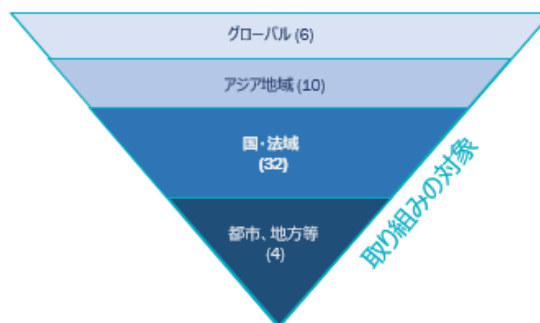 グローバル (6)
アジア地域 (10)
国・法域
(32)
都市、地方等
(4)
取り組みの対象